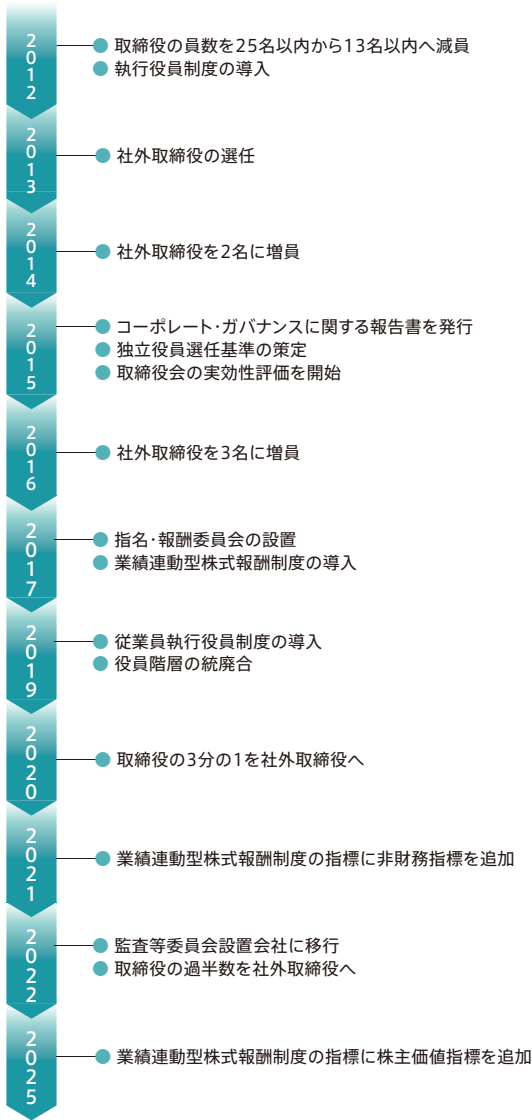 2012
● 取締役の員数を25名以内から13名以内へ減員
● 執行役員制度の導入
2013
● 社外取締役の選任
2014
● 社外取締役を2名に増員
2015
● コーポレート・ガバナンスに関する報告書を発行
● 独立役員選任基準の策定
● 取締役会の実効性評価を開始
2016
● 社外取締役を3名に増員
2017
● 指名・報酬委員会の設置
● 業績連動型株式報酬制度の導入
2019
● 従業員執行役員制度の導入
● 役員階層の統廃合
2020
● 取締役の3分の1を社外取締役へ
2021
● 業績連動型株式報酬制度の指標に非財務指標を追加
2022
● 監査等委員会設置会社に移行
● 取締役の過半数を社外取締役へ
2025
● 業績連動型株式報酬制度の指標に株主価値指標を追加